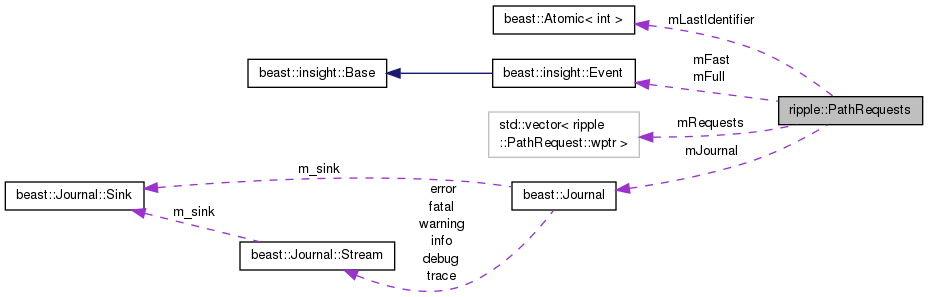 beast::Atomic< int >
mLastIdentifier
beast::insight::Base
beast::insight::Event
mFast
mFull
ripple::PathRequests
std::vector< ripple
::PathRequest::wptr >
mRequests
mJournal
beast::Journal::Sink
m_sink
beast::Journal
m_sink
error
fatal
warning
info
debug
trace
beast::Journal::Stream